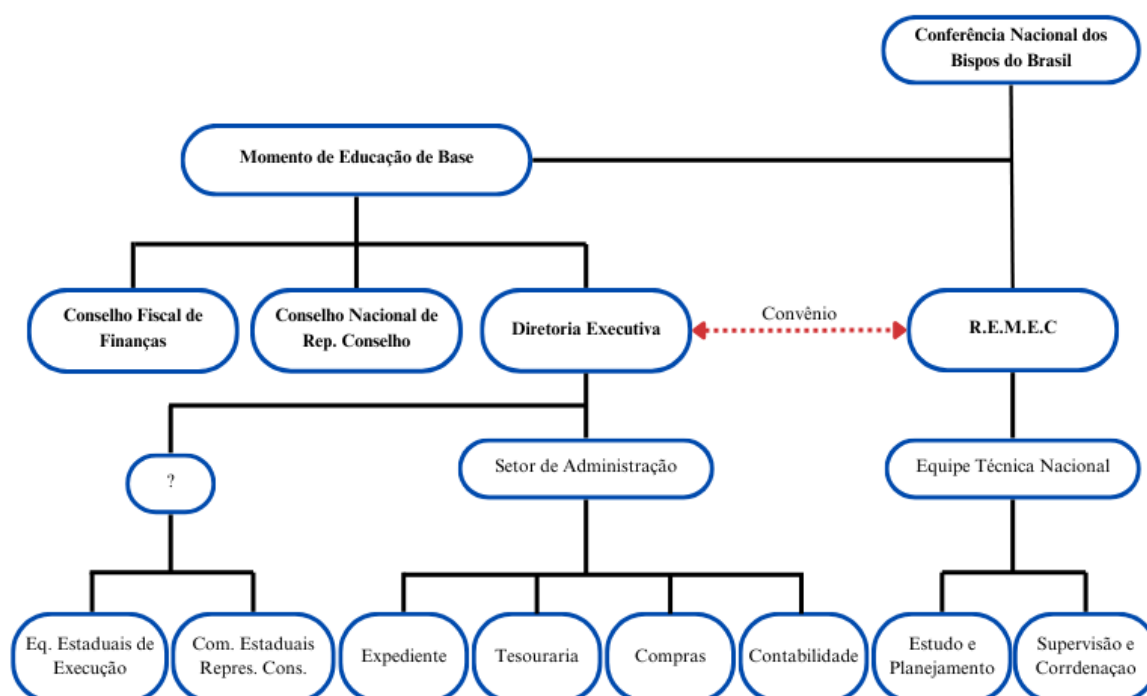 Conferência Nacional dos
Bispos do Brasil
Momento de Educação de Base
Conselho Fiscal de
Finanças
Conselho Nacional de
Rep. Conselho
Diretoria Executiva
Convênio
R.E.M.E.C
?
Setor de Administração
Equipe Técnica Nacional
Eq. Estaduais de
Execução
Com. Estaduais
Repres. Cons.
Expediente
Tesouraria
Compras
Contabilidade
Estudo e
Planejamento
Supervisão e
Corrdenaçao